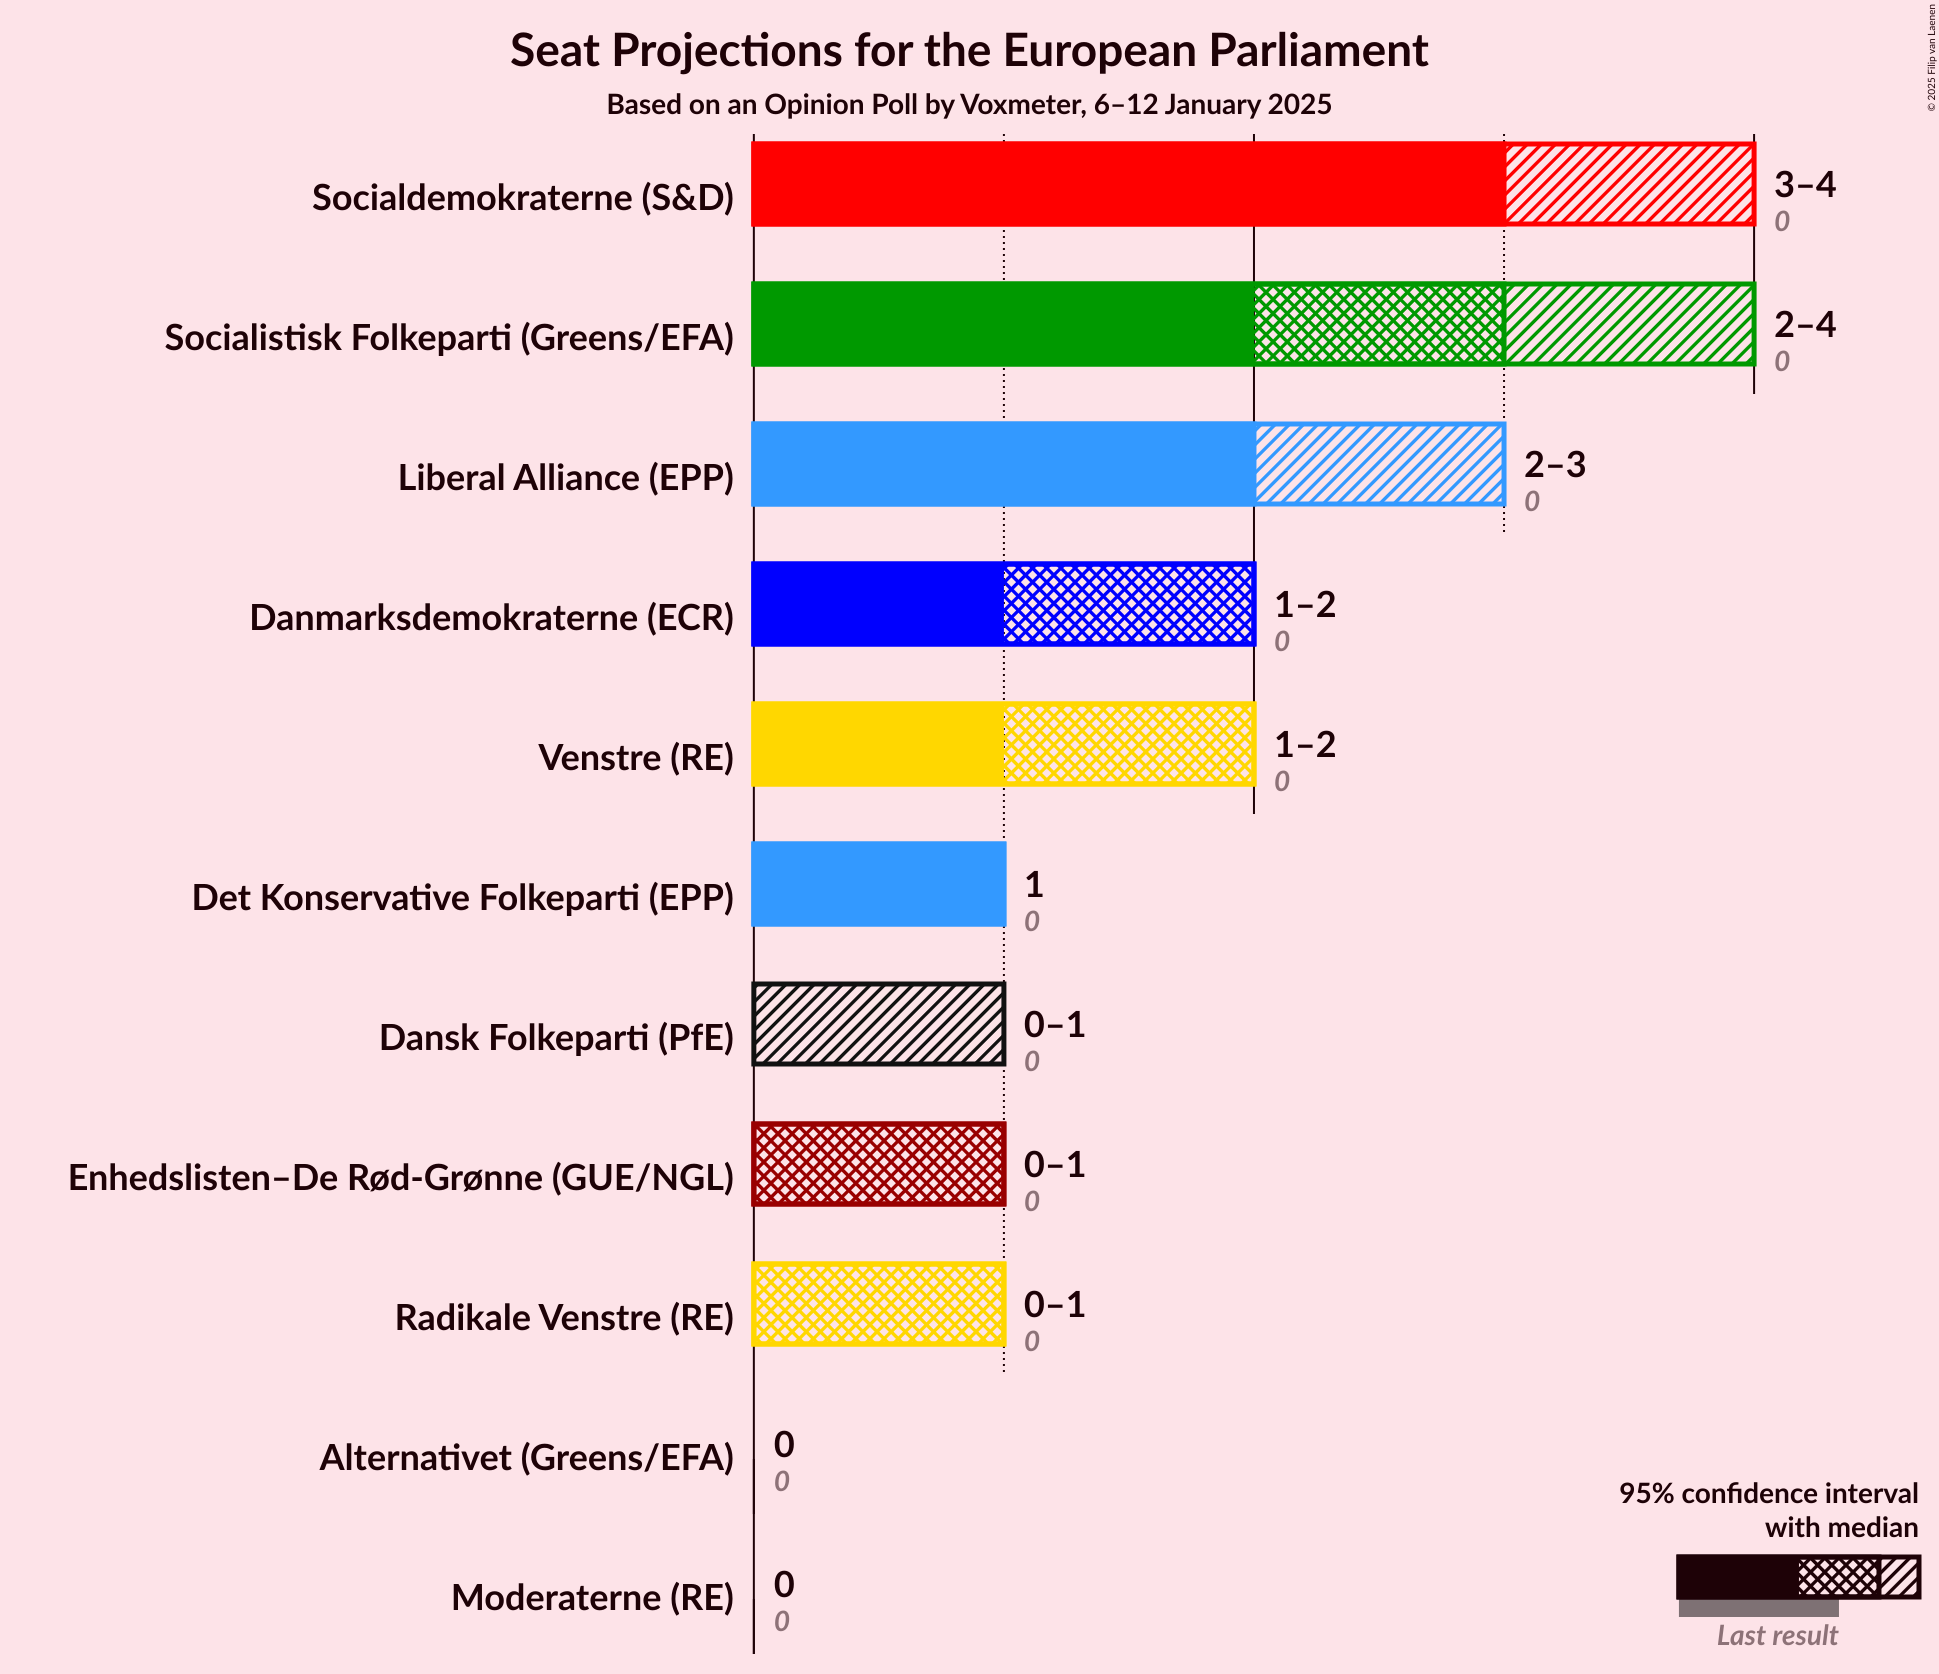 Seat Projections for the European Parliament
Based on an Opinion Poll by Voxmeter, 6–12 January 2025
© 2025 Filip van Laenen
Socialdemokraterne (S&D)
3–4
0
Socialistisk Folkeparti (Greens/EFA)
2–4
0
Liberal Alliance (EPP)
2–3
0
Danmarksdemokraterne (ECR)
1–2
0
Venstre (RE)
1–2
0
Det Konservative Folkeparti (EPP)
1
0
Dansk Folkeparti (PfE)
0–1
0
Enhedslisten–De Rød-Grønne (GUE/NGL)
0–1
0
Radikale Venstre (RE)
0–1
0
Alternativet (Greens/EFA)
0
0
Moderaterne (RE)
0
0
95% confidence interval
with median
Last result